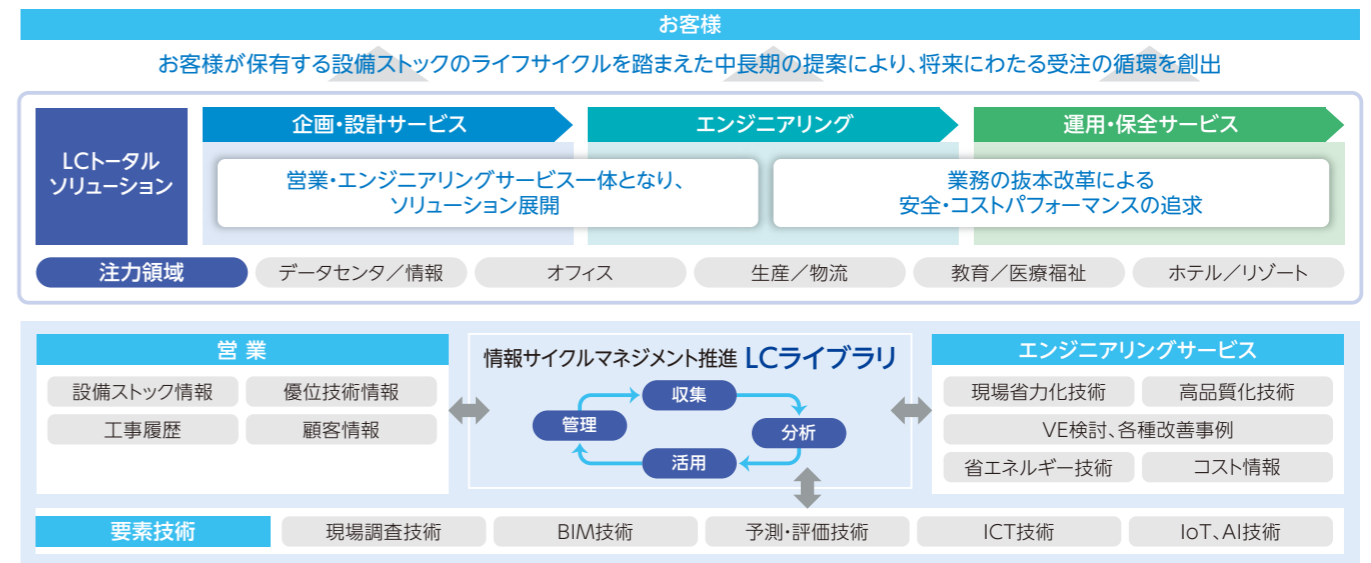 お客様
お客様が保有する設備ストックのライフサイクルを踏まえた中長期の提案により、将来にわたる受注の循環を創出
LCトータル
ソリューション
企画・設計サービス
エンジニアリング
運用・保全サービス
営業・エンジニアリングサービス一体となり、
ソリューション展開
業務の抜本改革による
安全・コストパフォーマンスの追求
注力領域
データセンタ／情報
オフィス
生産／物流
教育／医療福祉
ホテル／リゾート
営業
設備ストック情報
優位技術情報
工事履歴
顧客情報
情報サイクルマネジメント推進 LCライブラリ
収集
管理
分析
活用
エンジニアリングサービス
現場省力化技術
高品質化技術
VE検討、各種改善事例
省エネルギー技術
コスト情報
要素技術
現場調査技術
BIM技術
予測・評価技術
ICT技術
IoT、AI技術